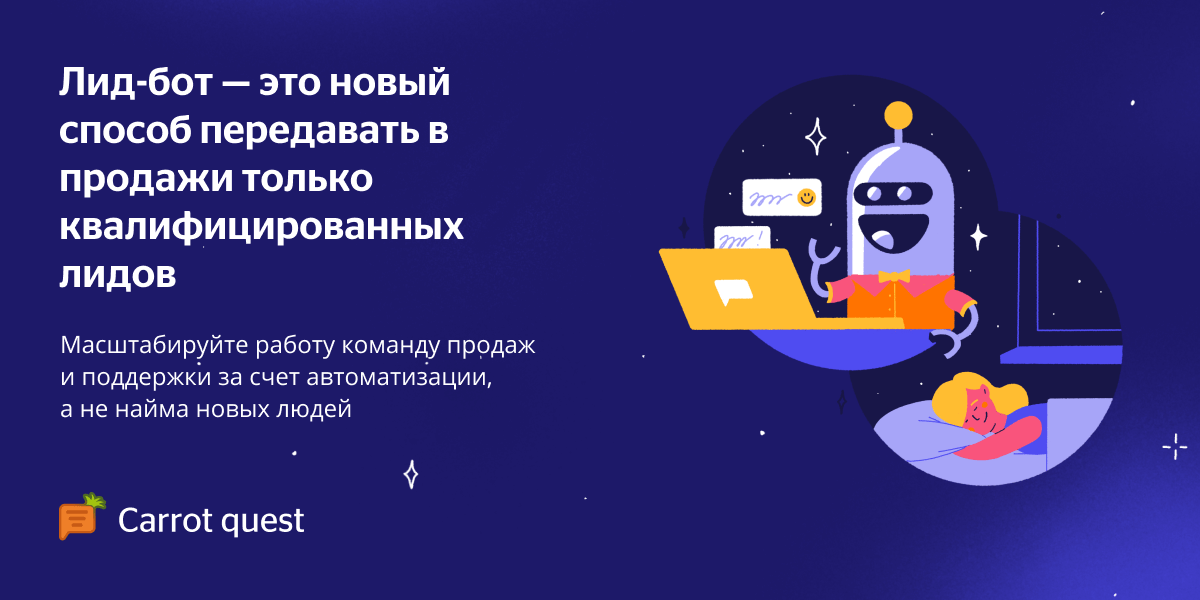 Лид-бот — это новый
способ передавать в
продажи только
квалифицированных
лидов
Масштабируйте работу команду продаж
и поддержки за счет автоматизации,
а не найма новых людей
Carrot quest